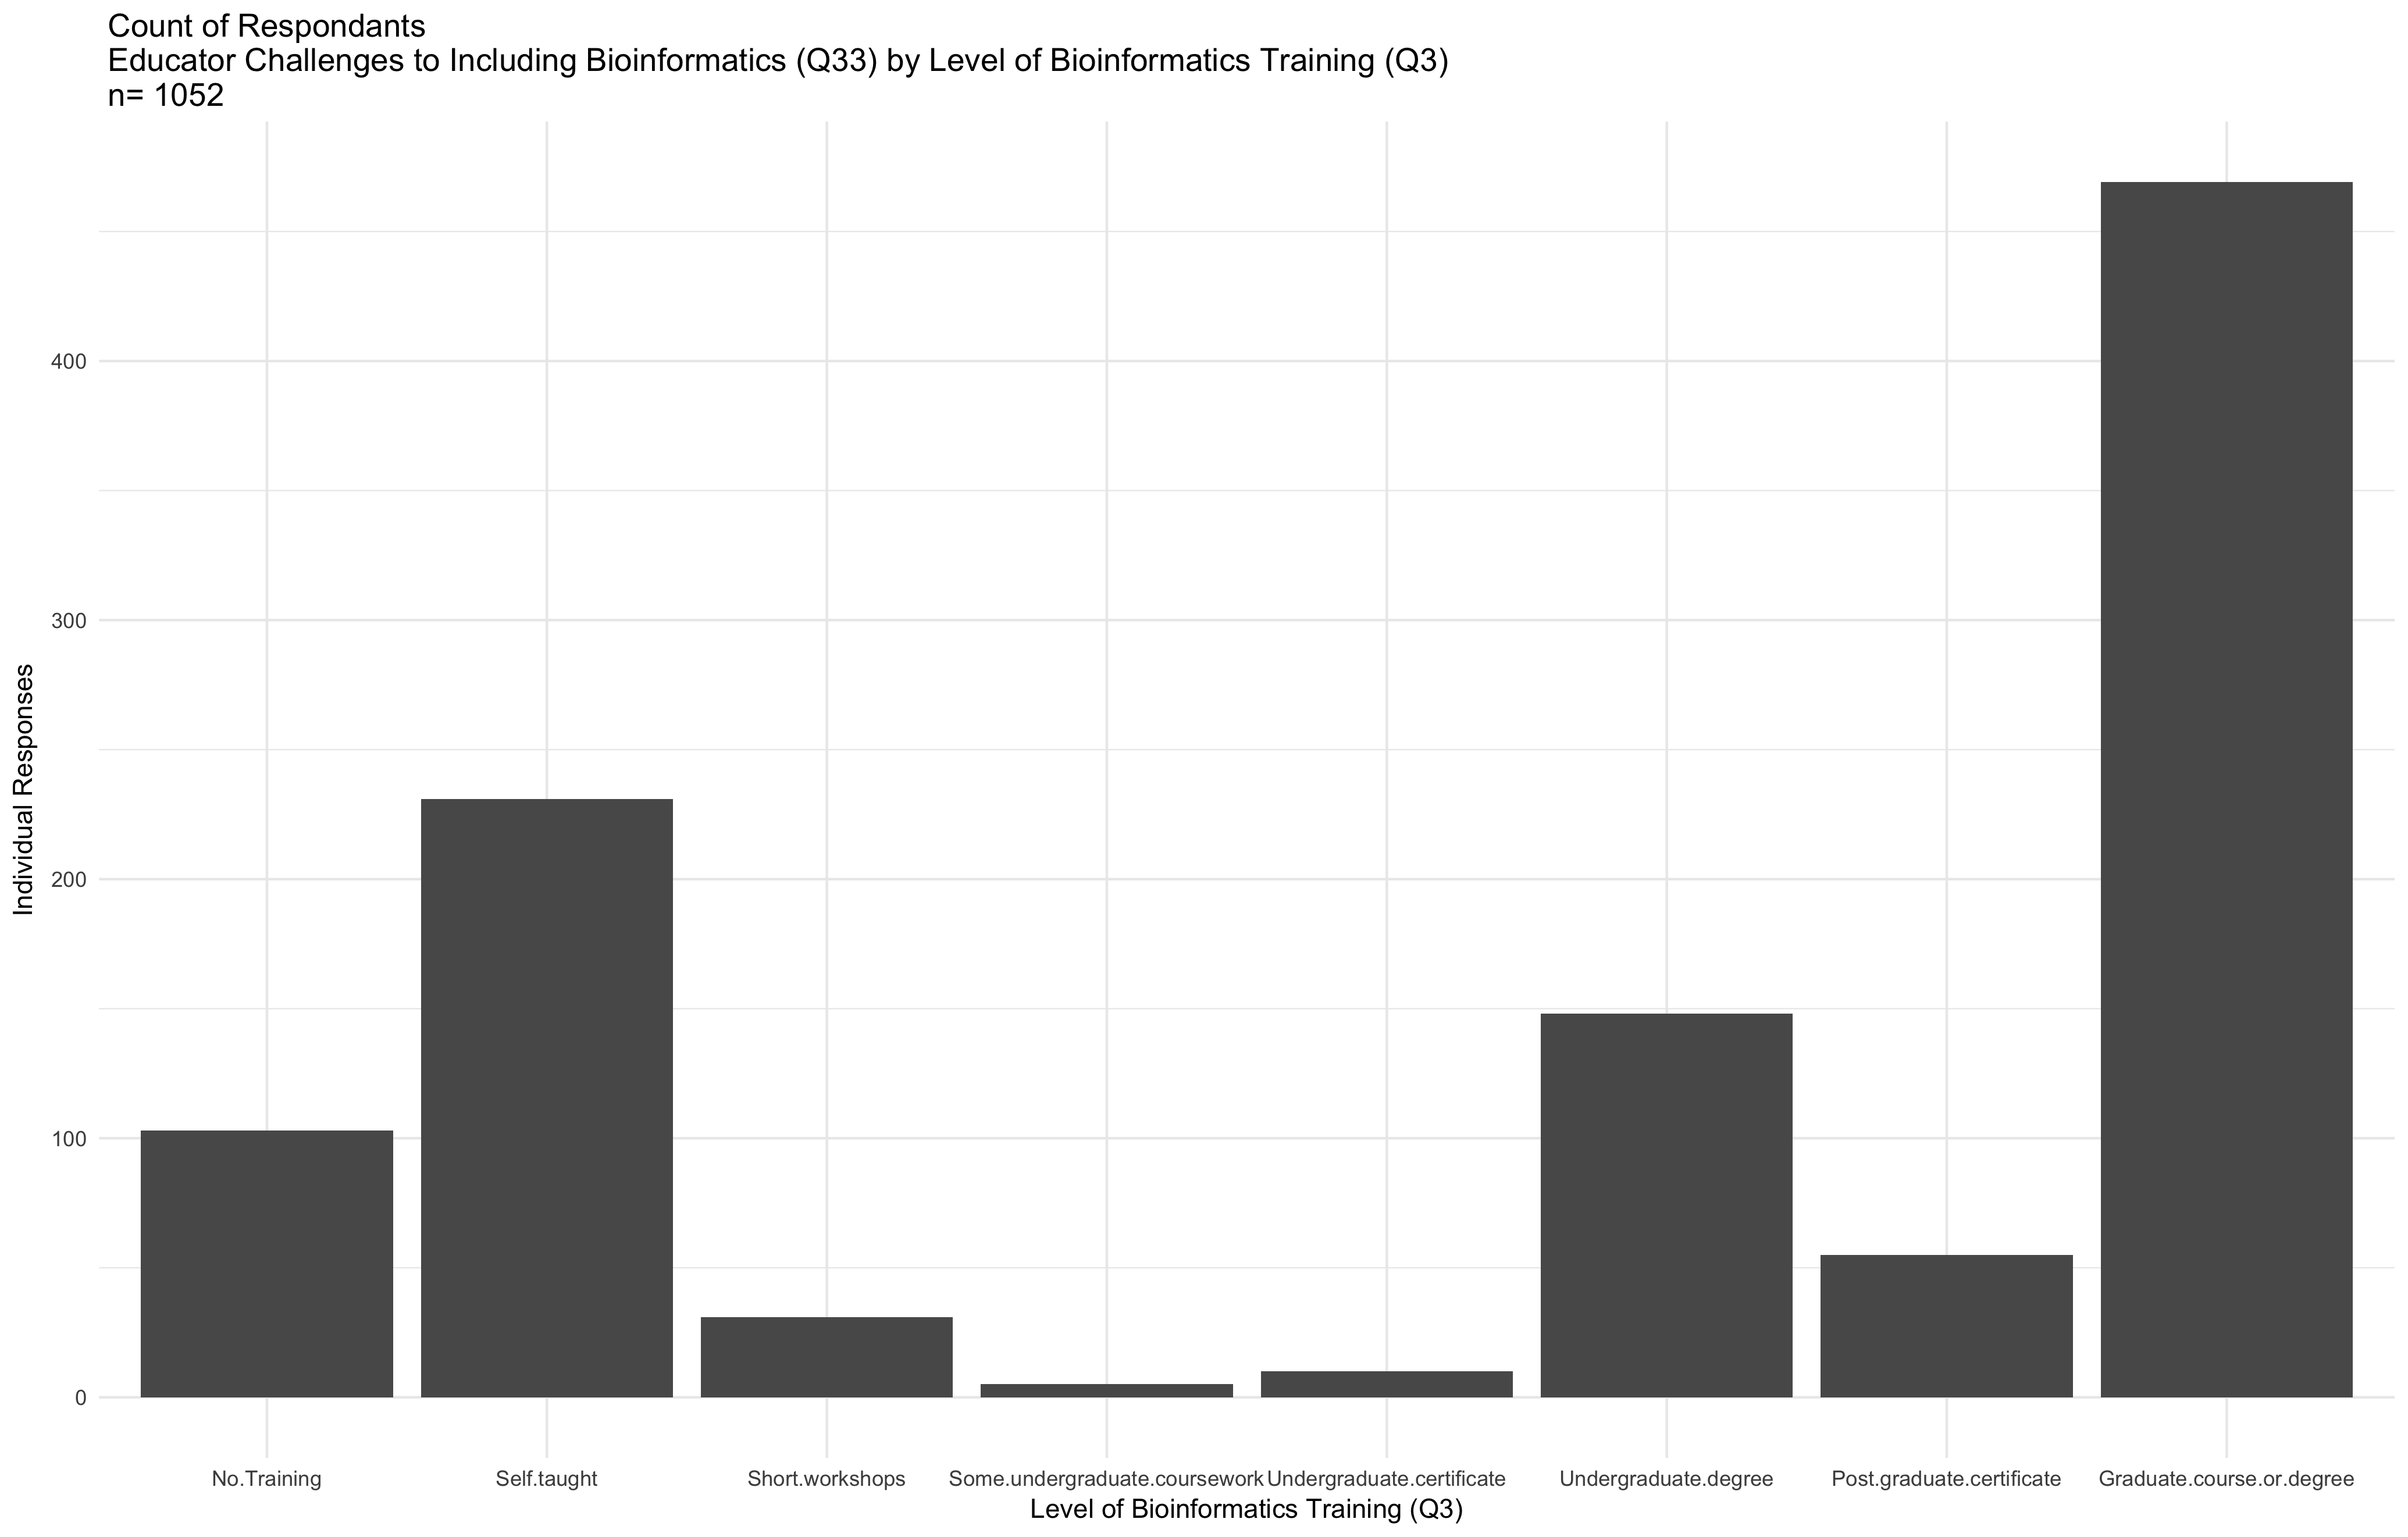 Count of Respondants
Educator Challenges to Including Bioinformatics (Q33) by Level of Bioinformatics Training (Q3)
n= 1052
Individual Responses
400
300
200
100
0
No.Training Self.taught Short.workshops Some.undergraduate.coursework Undergraduate.certificate Undergraduate.degree Post.graduate.certificate Graduate.course.or.degree
Level of Bioinformatics Training (Q3)